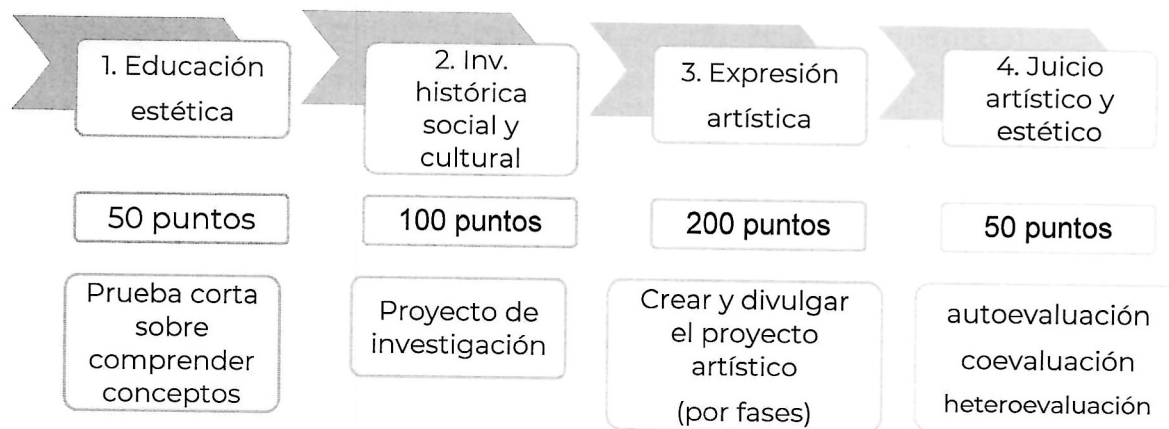 1. Educación
estética
2. Inv.
histórica
social y
cultural
3. Expresión
artística
4. Juicio
artístico y
estético
50 puntos
100 puntos
200 puntos
50 puntos
Prueba corta
sobre
comprender
conceptos
Proyecto de
investigación
Crear y divulgar
el proyecto
artístico
(por fases)
autoevaluación
coevaluación
heteroevaluación